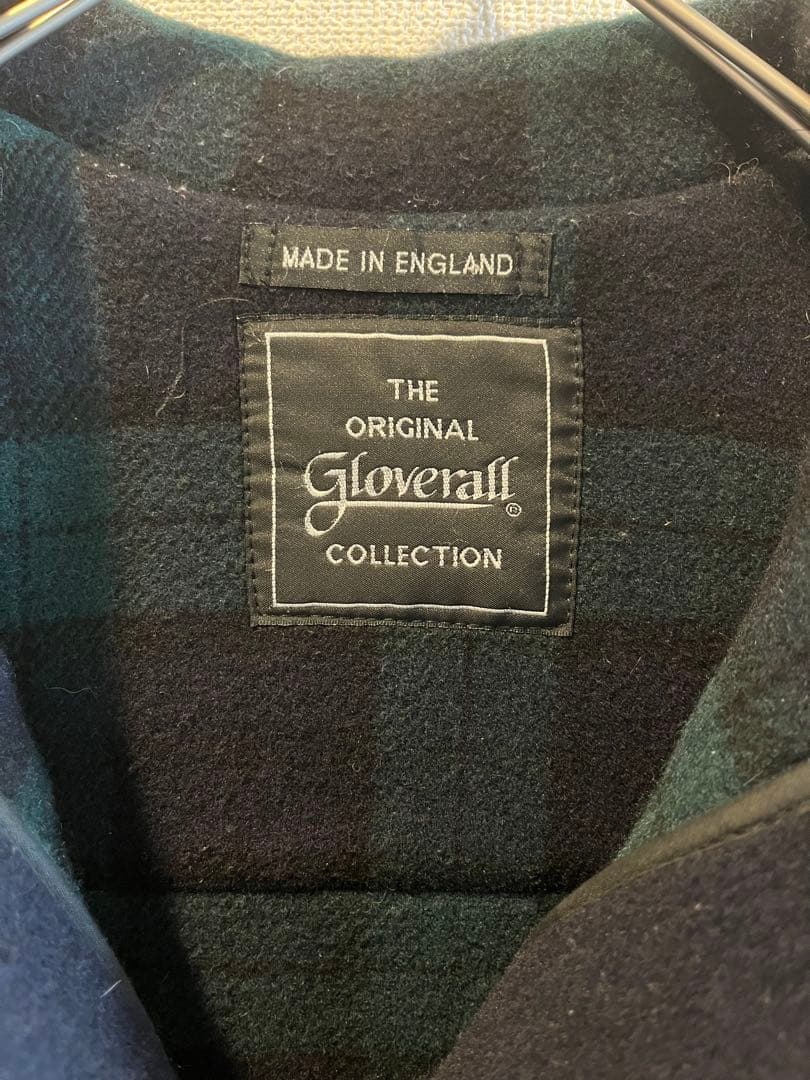 MADE IN ENGLAND
THE
ORIGINAL
Gloverall®
COLLECTION